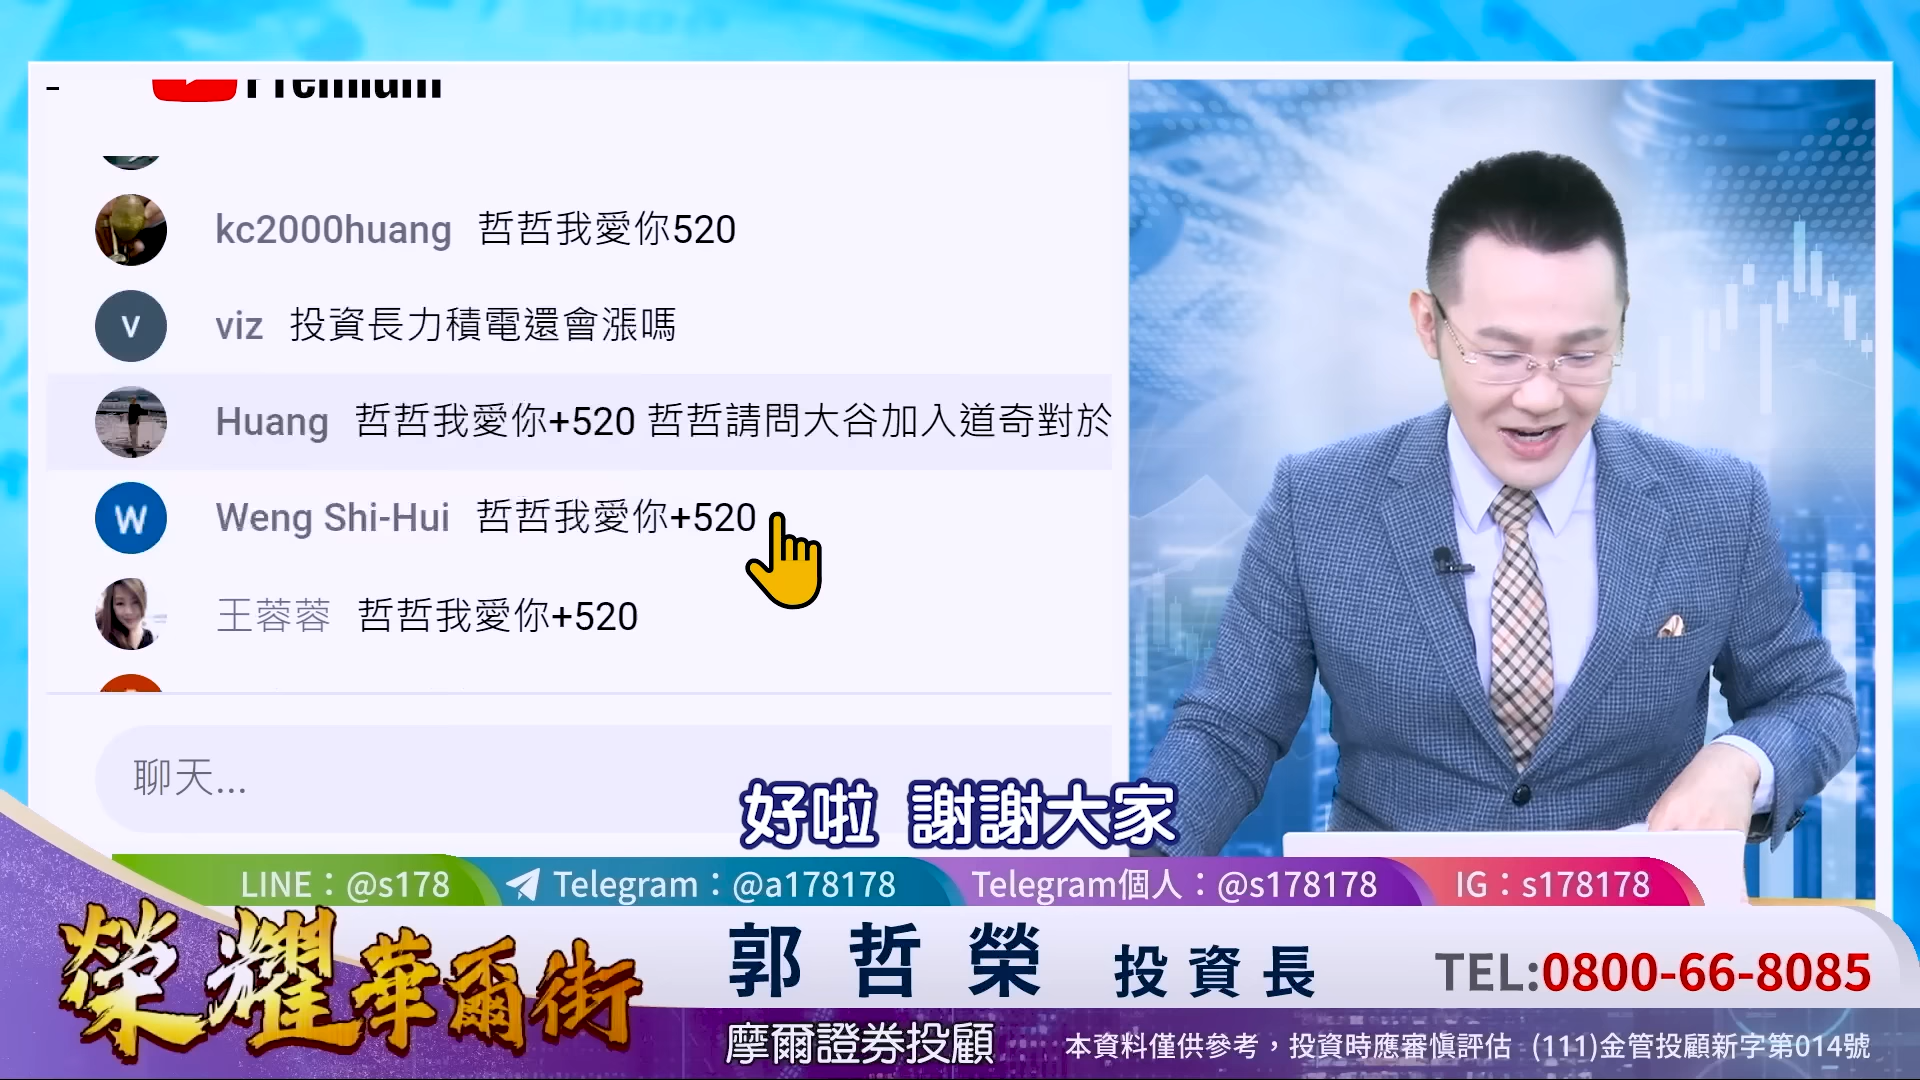 Premium
kc2000huang 哲哲我愛你520
V
viz 投資長力積電還會漲嗎
Huang 哲哲我愛你+520 哲哲請問大谷加入道奇對於
W
Weng Shi-Hui 哲哲我愛你+520
王蓉蓉 哲哲我愛你+520
聊天...
好啦 謝謝大家
LINE：@s178 Telegram：@a178178 Telegram個人：@s178178 IG：s178178
榮耀華爾街
郭哲榮 投資長 TEL:0800-66-8085
摩爾證券投顧 本資料僅供參考，投資時應審慎評估 (111)金管投顧新字第014號